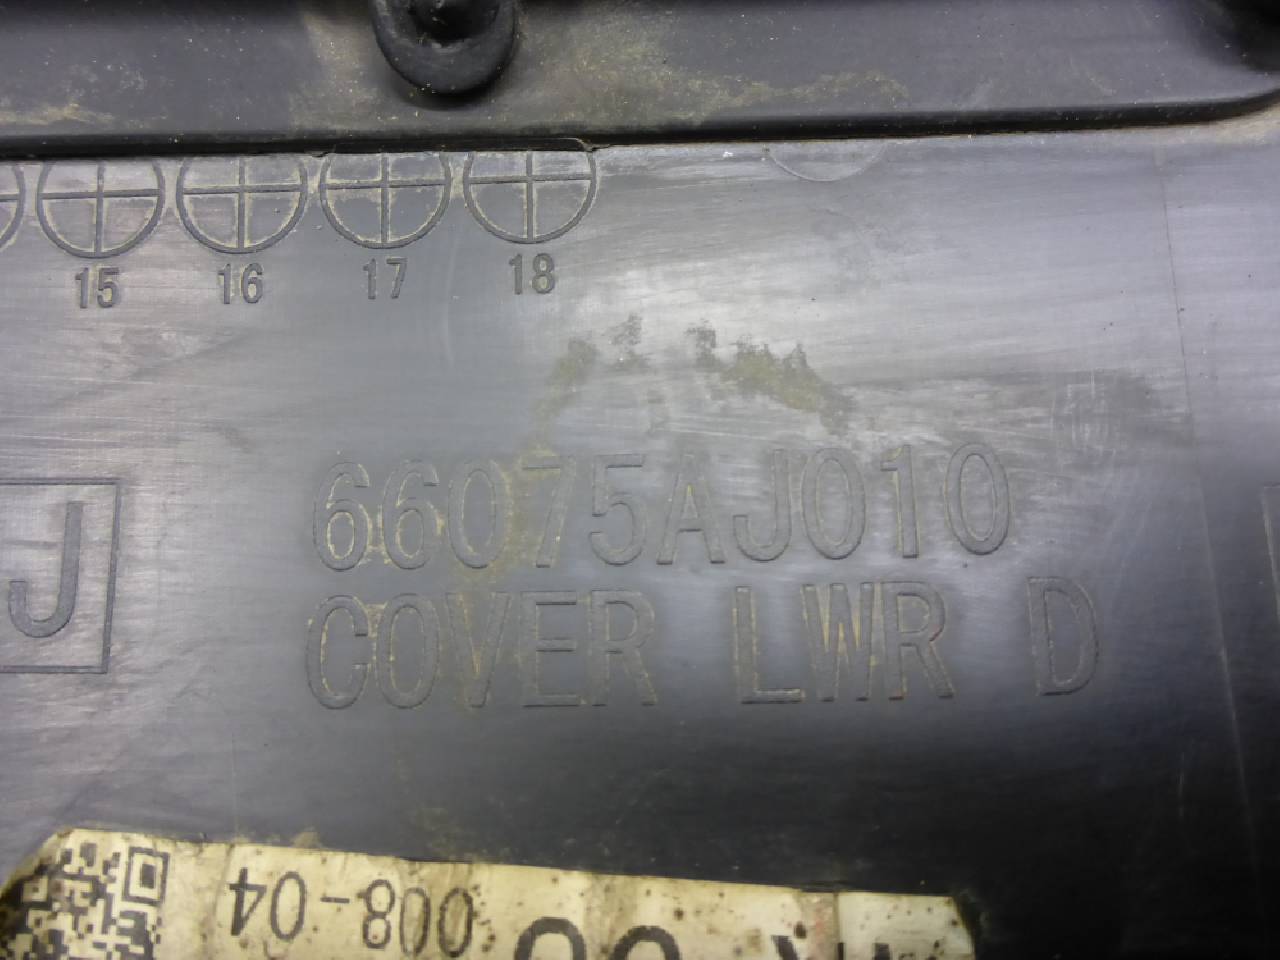 15 16 17 18
J
66075AJ010
COVER LWR D
008-04